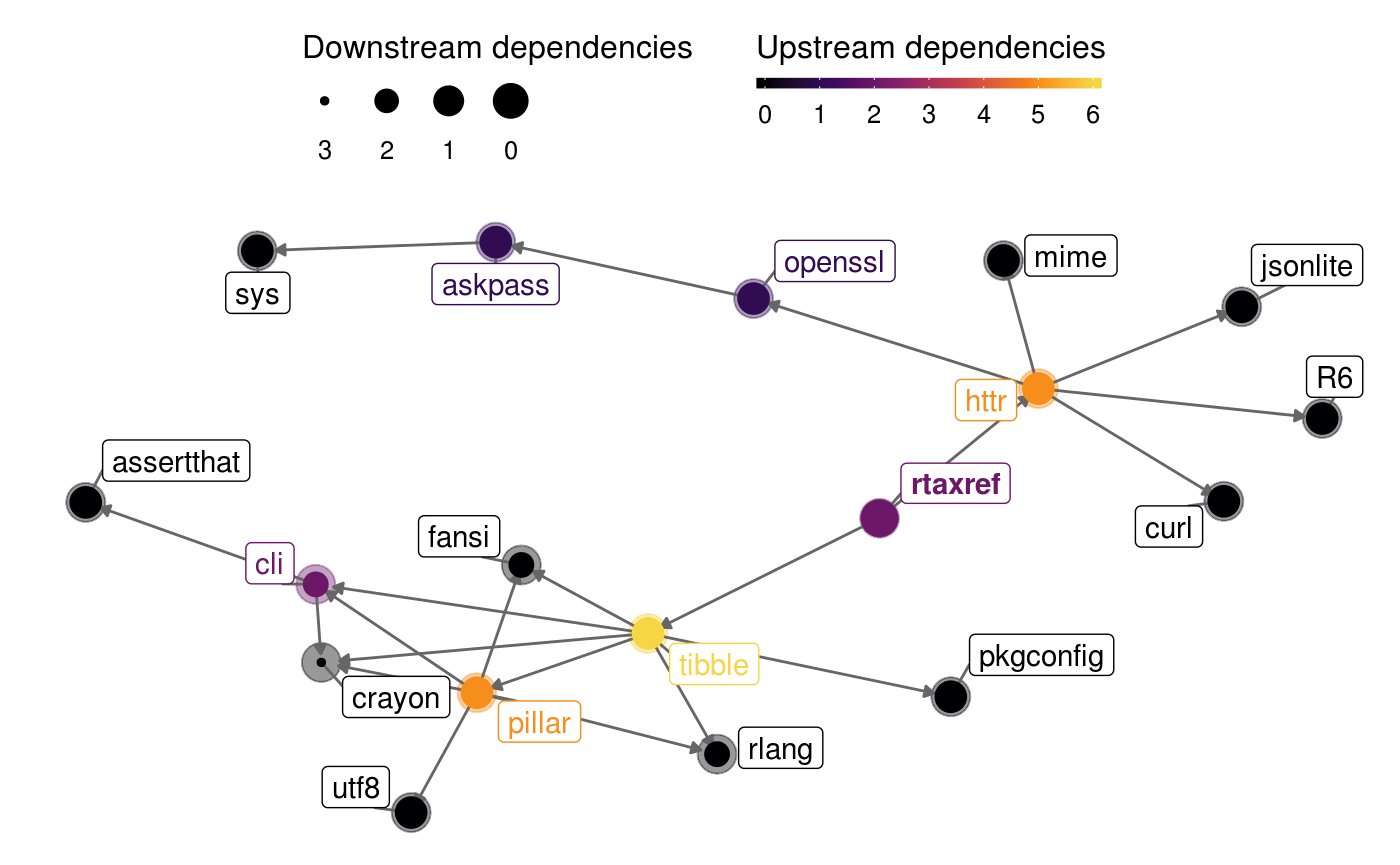 Downstream dependencies
3 2 1 0
Upstream dependencies
0 1 2 3 4 5 6
sys
askpass
openssl
mime
jsonlite
R6
httr
assertthat
rtaxref
curl
fansi
cli
tibble
pkgconfig
crayon
pillar
rlang
utf8